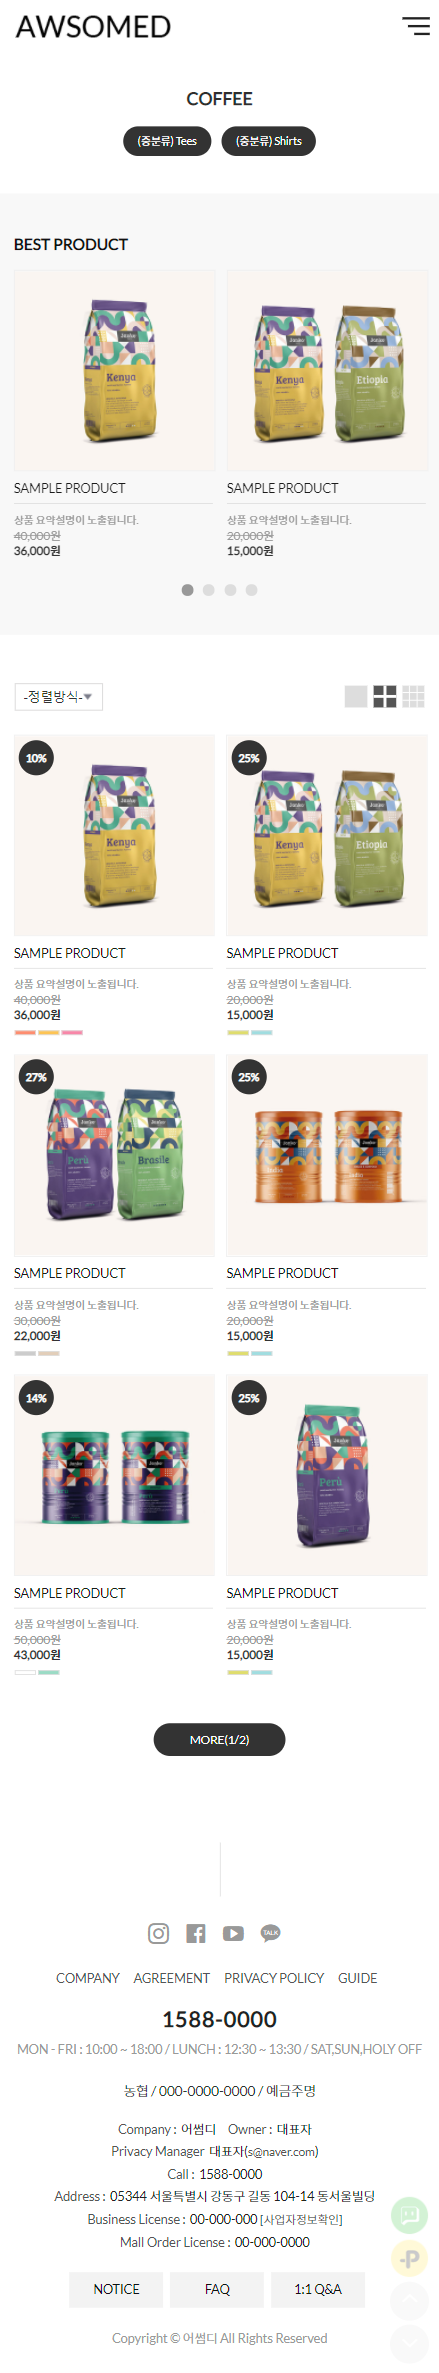 AWSOMED
COFFEE
(중분류) Tees (중분류) Shirts
BEST PRODUCT
Kenya
Kenya Etiopia
SAMPLE PRODUCT SAMPLE PRODUCT
상품 요약설명이 노출됩니다. 상품 요약설명이 노출됩니다.
40,000원 20,000원
36,000원 15,000원
-정렬방식-
10% 25%
Kenya Kenya Etiopia
SAMPLE PRODUCT SAMPLE PRODUCT
상품 요약설명이 노출됩니다. 상품 요약설명이 노출됩니다.
40,000원 20,000원
36,000원 15,000원
27% 25%
Perù Brasile
SAMPLE PRODUCT SAMPLE PRODUCT
상품 요약설명이 노출됩니다. 상품 요약설명이 노출됩니다.
30,000원 20,000원
22,000원 15,000원
14% 25%
Perù Perù
SAMPLE PRODUCT SAMPLE PRODUCT
상품 요약설명이 노출됩니다. 상품 요약설명이 노출됩니다.
50,000원 20,000원
43,000원 15,000원
MORE(1/2)
TALK
COMPANY AGREEMENT PRIVACY POLICY GUIDE
1588-0000
MON - FRI : 10:00 ~ 18:00 / LUNCH : 12:30 ~ 13:30 / SAT,SUN,HOLY OFF
농협 / 000-0000-0000 / 예금주명
Company : 어썸디 Owner : 대표자
Privacy Manager 대표자(s@naver.com)
Call : 1588-0000
Address : 05344 서울특별시 강동구 길동 104-14 동서울빌딩
Business License : 00-000-000 [사업자정보확인]
Mall Order License : 00-000-0000
NOTICE FAQ 1:1 Q&A
Copyright © 어썸디 All Rights Reserved